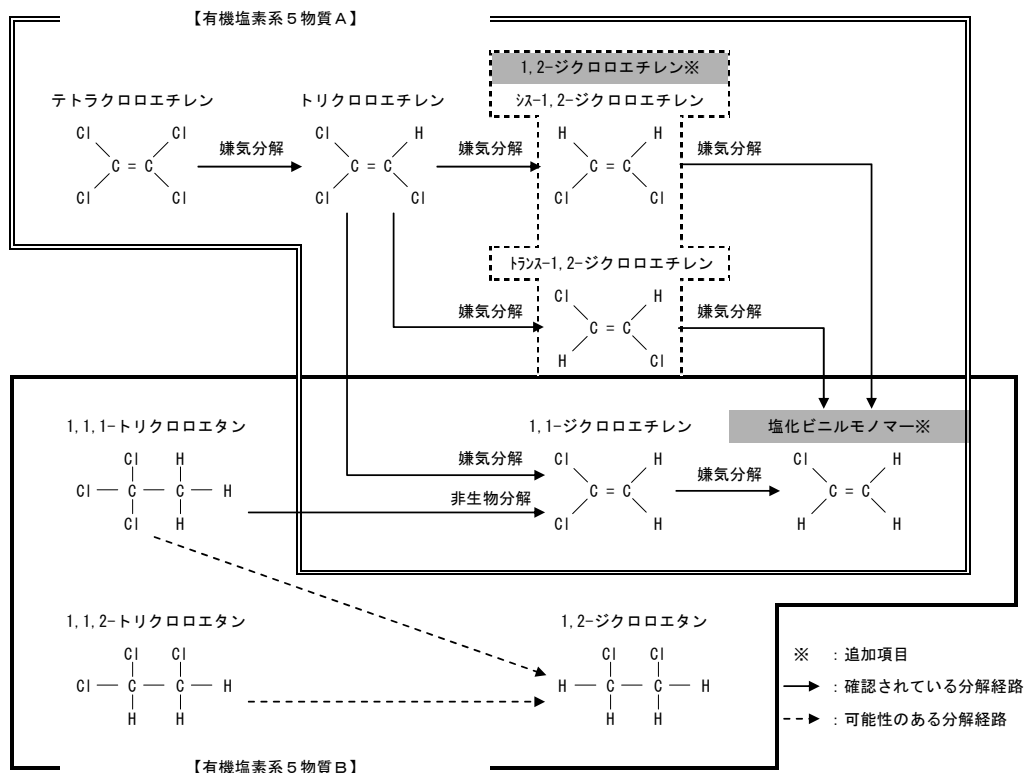 【有機塩素系5物質A】
1,2-ジクロロエチレン※
テトラクロロエチレン
トリクロロエチレン
シス-1,2-ジクロロエチレン
Cl Cl
C = C
Cl Cl
嫌気分解
Cl H
C = C
Cl Cl
嫌気分解
H H
C = C
Cl Cl
嫌気分解
トランス-1,2-ジクロロエチレン
嫌気分解
Cl H
C = C
H Cl
嫌気分解
1,1,1-トリクロロエタン
1,1-ジクロロエチレン
塩化ビニルモノマー※
Cl H
Cl — C — C — H
Cl H
嫌気分解
非生物分解
Cl H
C = C
Cl H
嫌気分解
Cl H
C = C
H H
1,1,2-トリクロロエタン
1,2-ジクロロエタン
Cl Cl
Cl — C — C — H
H H
Cl Cl
H — C — C — H
H H
※ :追加項目
:確認されている分解経路
:可能性のある分解経路
【有機塩素系5物質B】